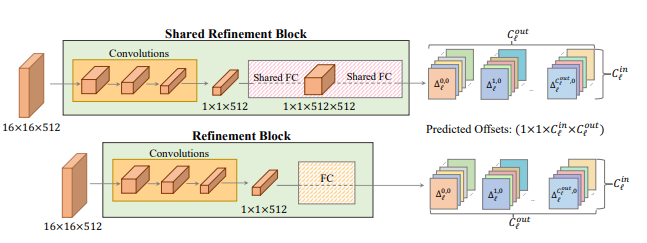 Shared Refinement Block
Convolutions
Shared FC
Shared FC
16×16×512
1×1×512
1×1×512×512
C_ℓ^out
Δ_ℓ^0,0
Δ_ℓ^1,0
...
Δ_ℓ^C_ℓ^out,0
C_ℓ^in
Predicted Offsets: (1×1×C_ℓ^in×C_ℓ^out)
Refinement Block
Convolutions
FC
16×16×512
1×1×512
Δ_ℓ^0,0
Δ_ℓ^1,0
...
Δ_ℓ^C_ℓ^out,0
C_ℓ^in
C_ℓ^out